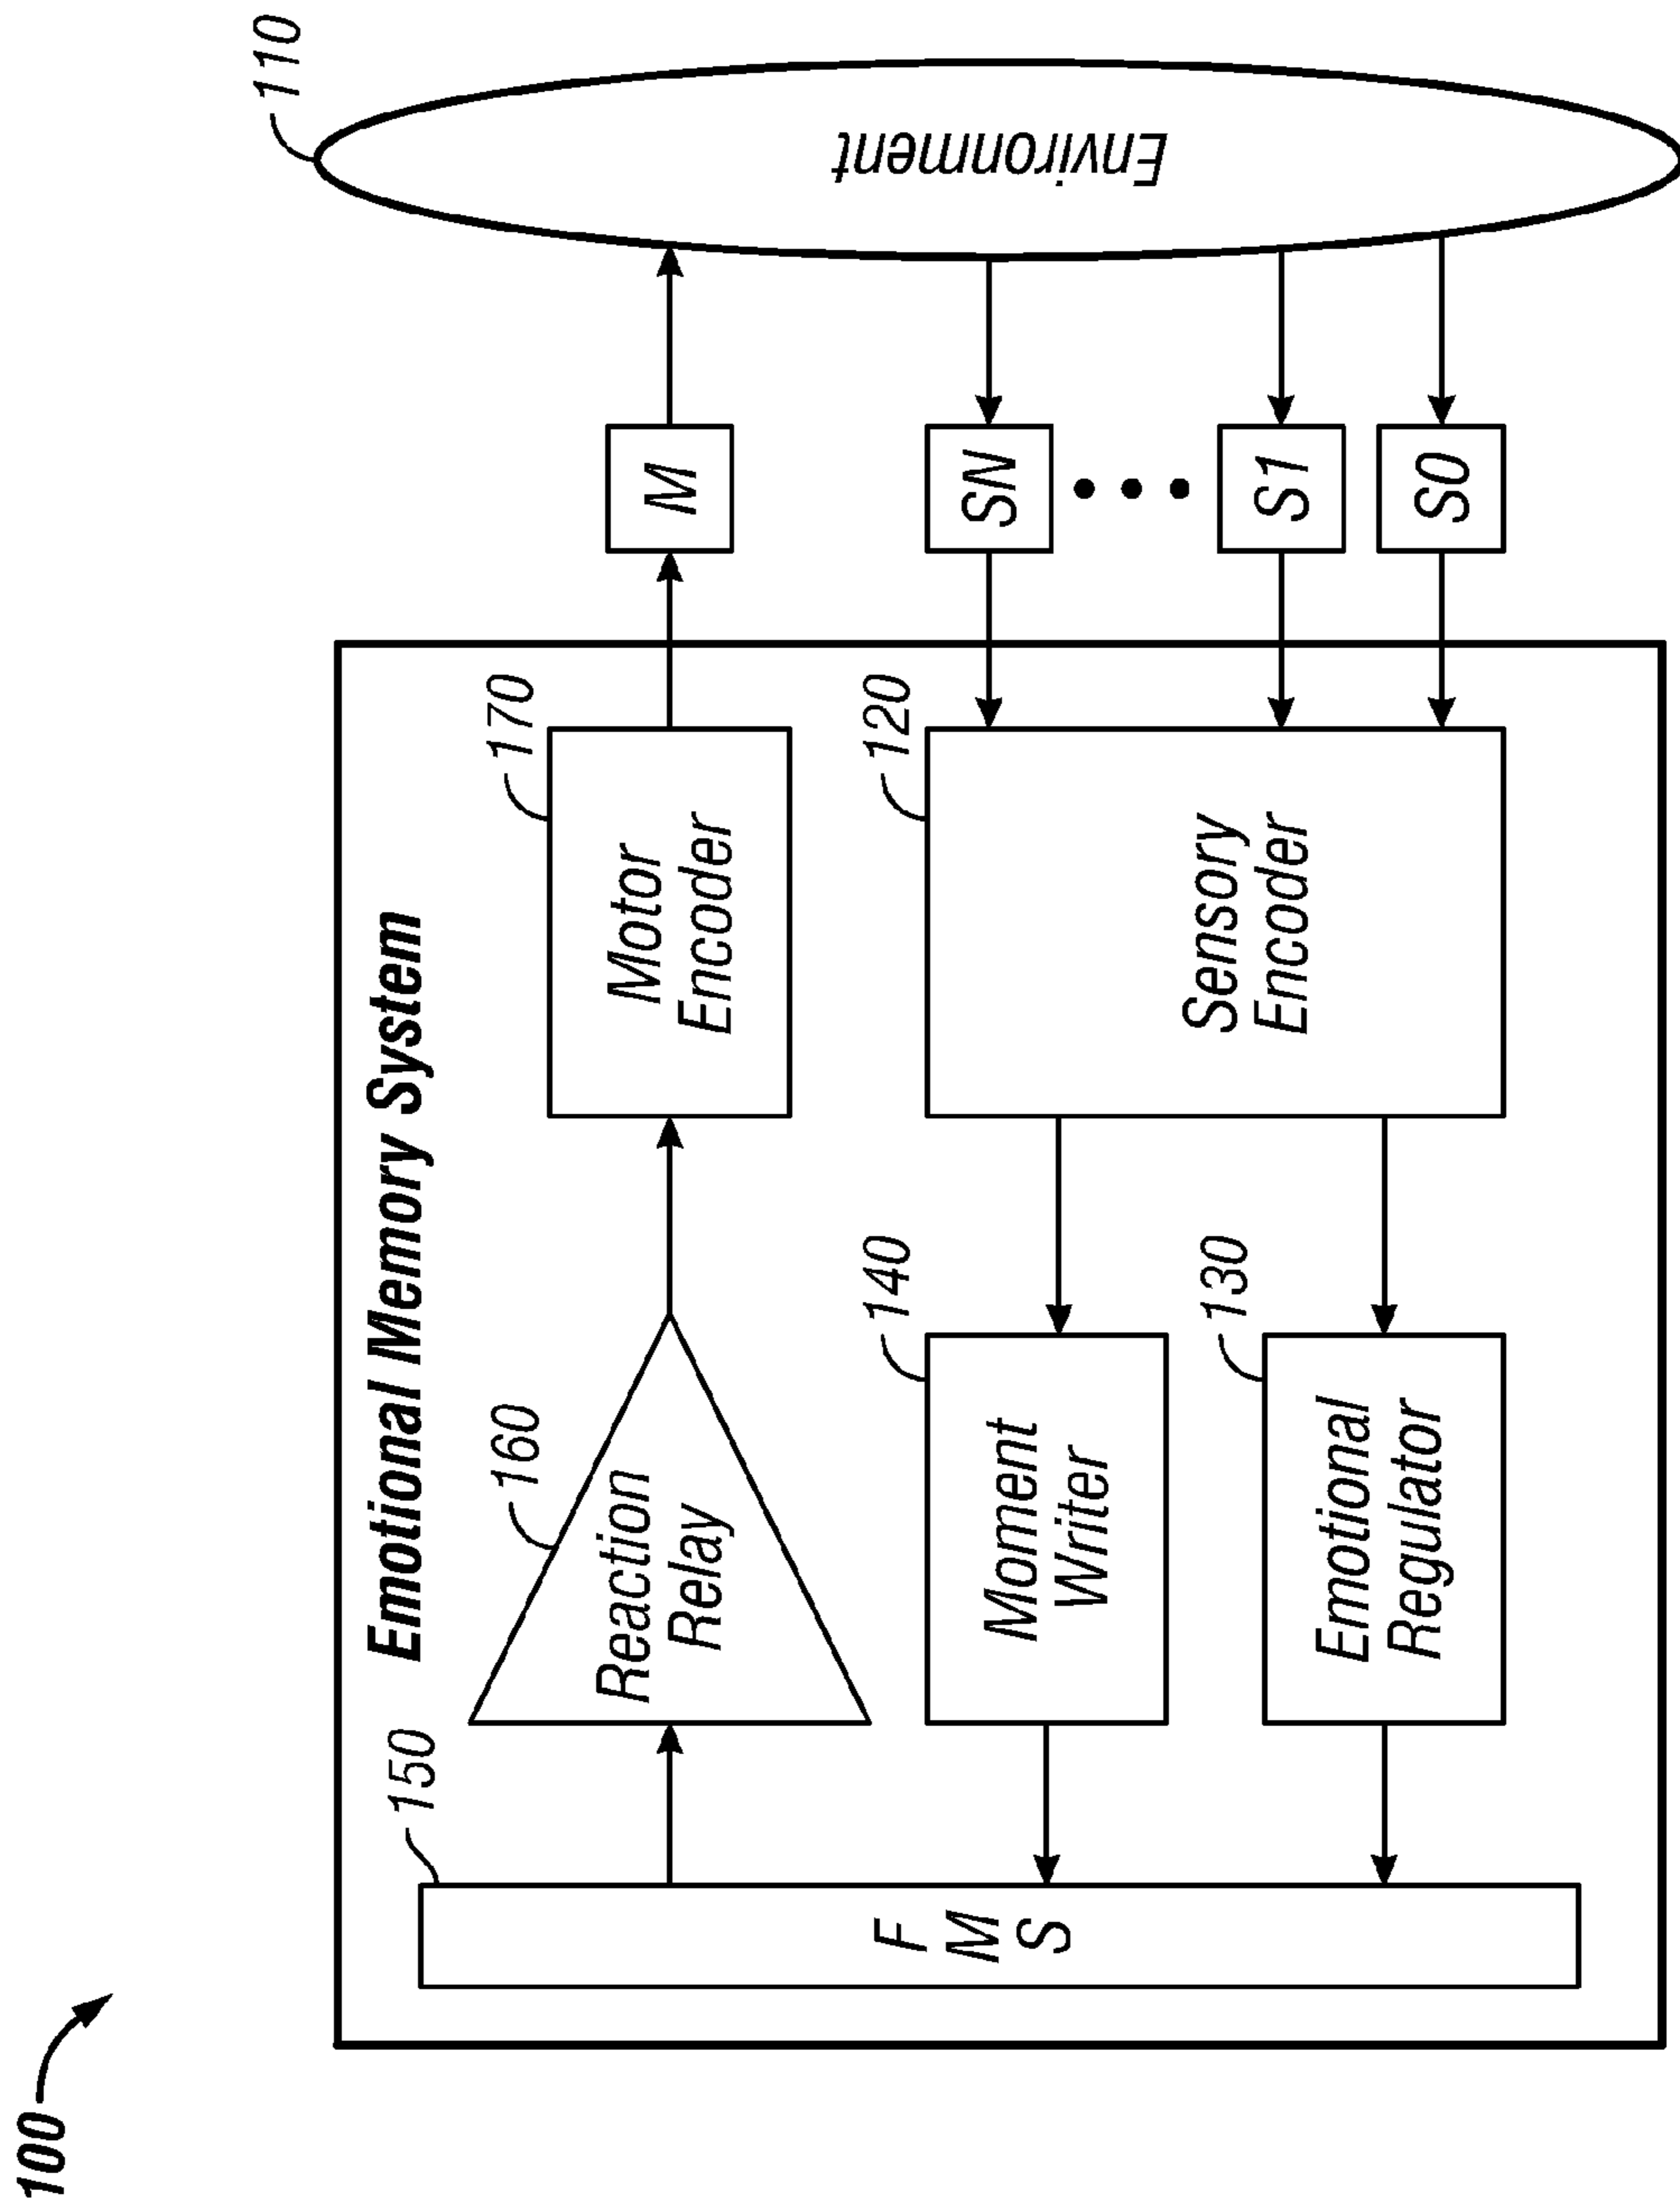 100
110
150
Emotional Memory System
160
Reaction
Relay
170
Motor
Encoder
M
F
M
S
140
Moment
Writer
120
Sensory
Encoder
SN
S1
S0
130
Emotional
Regulator
Environment